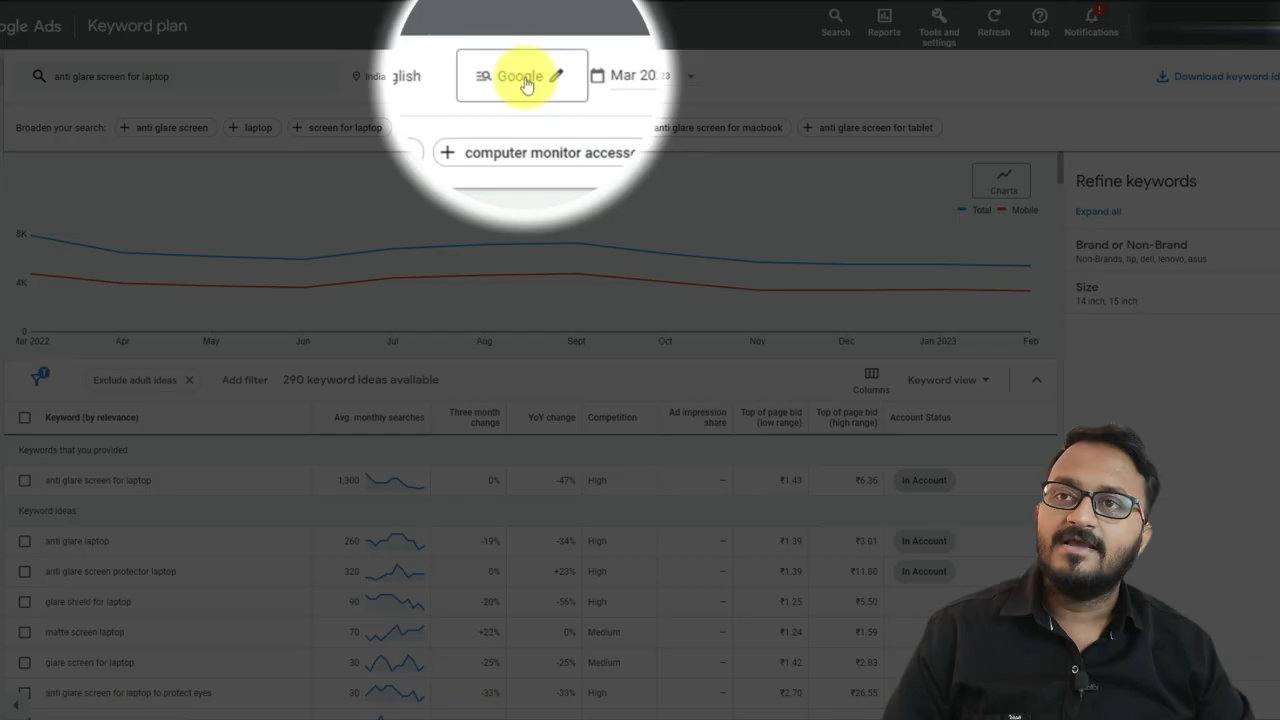 gle Ads Keyword plan
Search Reports Tools and settings Refresh Help Notifications
anti glare screen for laptop India glish Google Mar 20 23 Download keyword id
Broaden your search: + anti glare screen + laptop + screen for laptop anti glare screen for macbook + anti glare screen for tablet
+ computer monitor access
Charts
Total Mobile
8K
4K
0
Mar 2022 Apr May Jun Jul Aug Sept Oct Nov Dec Jan 2023 Feb
Refine keywords
Expand all
Brand or Non-Brand
Non-Brands, hp, dell, lenovo, asus
Size
14 inch, 15 inch
1 Exclude adult ideas Add filter 290 keyword ideas available Columns Keyword view
Keyword (by relevance) Avg. monthly searches Three month change YoY change Competition Ad impression share Top of page bid (low range) Top of page bid (high range) Account Status
Keywords that you provided
anti glare screen for laptop 1,300 0% -47% High – ₹1.43 ₹6.36 In Account
Keyword ideas
anti glare laptop 260 -19% -34% High – ₹1.39 ₹3.01 In Account
anti glare screen protector laptop 320 0% +23% High – ₹1.39 ₹11.80 In Account
glare shield for laptop 90 -20% -56% High – ₹1.25 ₹5.50
matte screen laptop 70 +22% 0% Medium – ₹1.24 ₹1.59
glare screen for laptop 30 -25% -25% Medium – ₹1.42 ₹2.83
anti glare screen for laptop to protect eyes 30 -33% -33% High – ₹2.70 ₹26.55